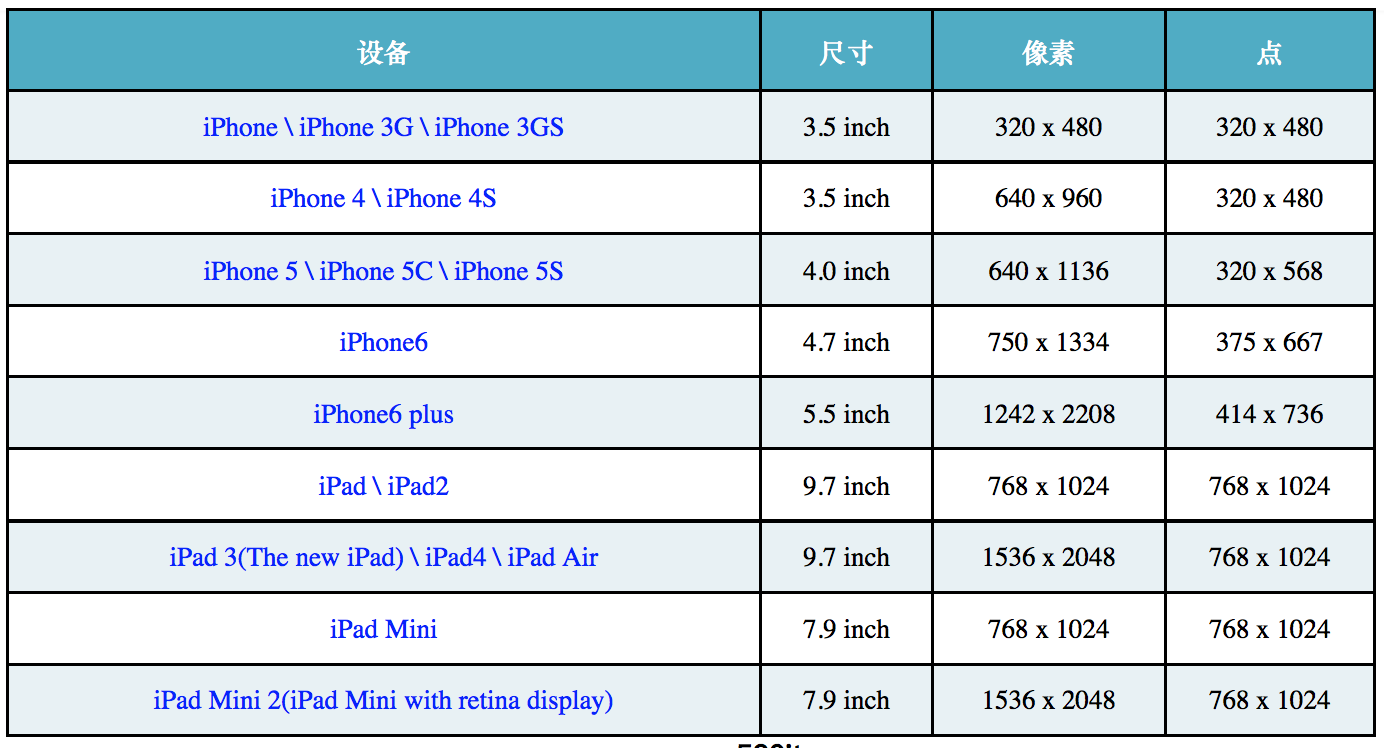 设备 尺寸 像素 点
iPhone \ iPhone 3G \ iPhone 3GS 3.5 inch 320 x 480 320 x 480
iPhone 4 \ iPhone 4S 3.5 inch 640 x 960 320 x 480
iPhone 5 \ iPhone 5C \ iPhone 5S 4.0 inch 640 x 1136 320 x 568
iPhone6 4.7 inch 750 x 1334 375 x 667
iPhone6 plus 5.5 inch 1242 x 2208 414 x 736
iPad \ iPad2 9.7 inch 768 x 1024 768 x 1024
iPad 3(The new iPad) \ iPad4 \ iPad Air 9.7 inch 1536 x 2048 768 x 1024
iPad Mini 7.9 inch 768 x 1024 768 x 1024
iPad Mini 2(iPad Mini with retina display) 7.9 inch 1536 x 2048 768 x 1024